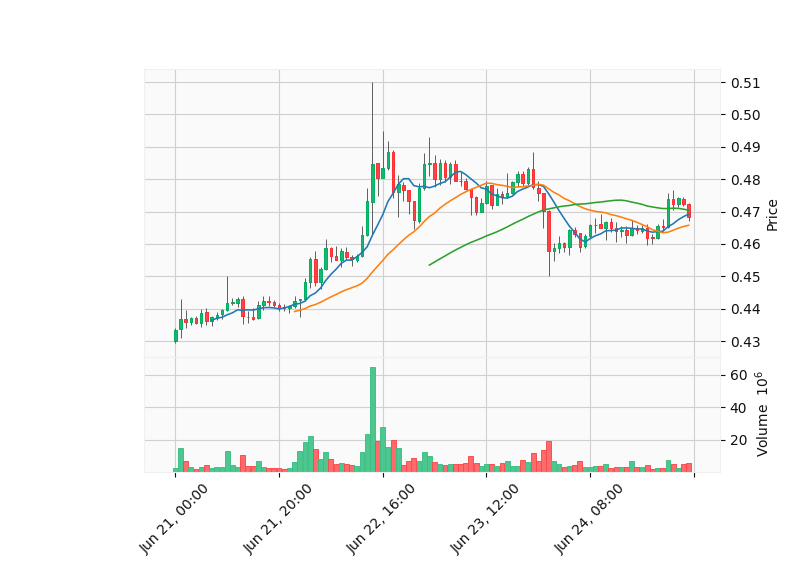 0.51
0.50
0.49
0.48
0.47
0.46
0.45
0.44
0.43
Price
60
40
20
Volume 10⁶
Jun 21, 00:00
Jun 21, 20:00
Jun 22, 16:00
Jun 23, 12:00
Jun 24, 08:00